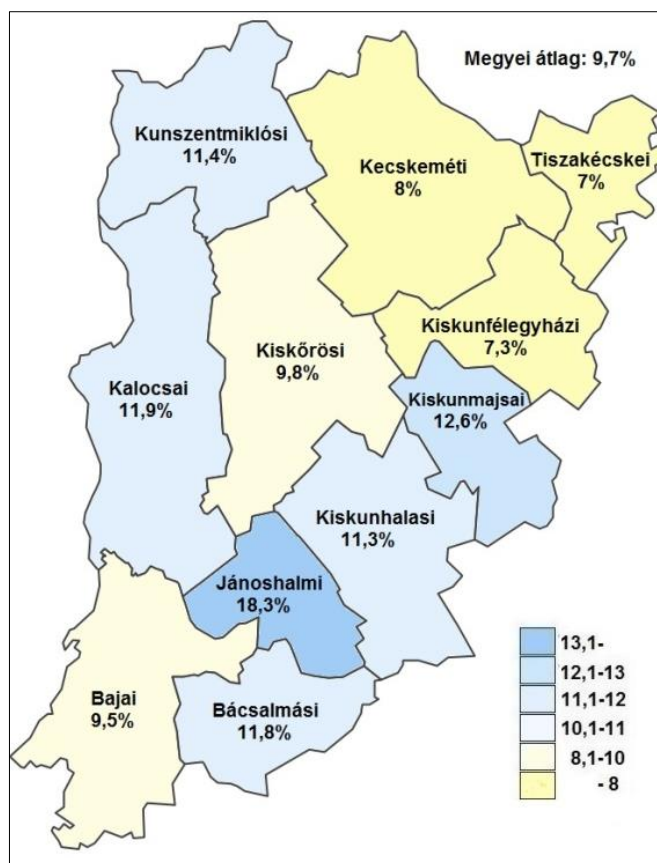 Megyei átlag: 9,7%
Kunszentmiklósi
11,4%
Kecskeméti
8%
Tiszakécskei
7%
Kiskunfélegyházi
7,3%
Kiskőrösi
9,8%
Kalocsai
11,9%
Kiskunmajsai
12,6%
Kiskunhalasi
11,3%
Jánoshalmi
18,3%
Bajai
9,5%
Bácsalmási
11,8%
13,1-
12,1-13
11,1-12
10,1-11
8,1-10
- 8